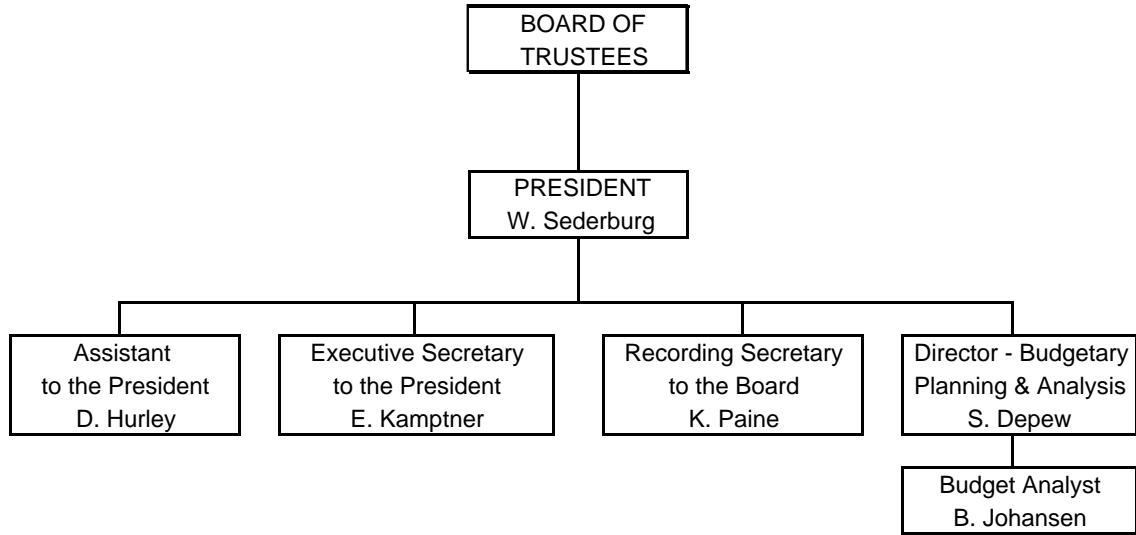 BOARD OF
TRUSTEES
PRESIDENT
W. Sederburg
Assistant
to the President
D. Hurley
Executive Secretary
to the President
E. Kamptner
Recording Secretary
to the Board
K. Paine
Director - Budgetary
Planning & Analysis
S. Depew
Budget Analyst
B. Johansen